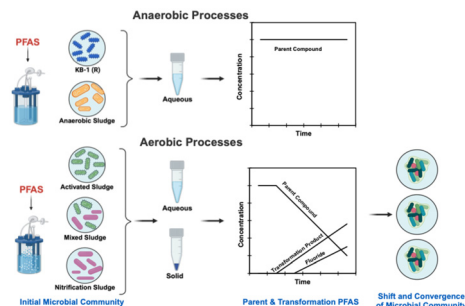 Anaerobic Processes
PFAS
KB-1 (R)
Anaerobic Sludge
Aqueous
Concentration
Parent Compound
Time
Aerobic Processes
PFAS
Activated Sludge
Mixed Sludge
Nitrification Sludge
Aqueous
Solid
Concentration
Parent Compound
Transformation Product
Fluoride
Time
Initial Microbial Community
Parent & Transformation PFAS
Shift and Convergence
of Microbial